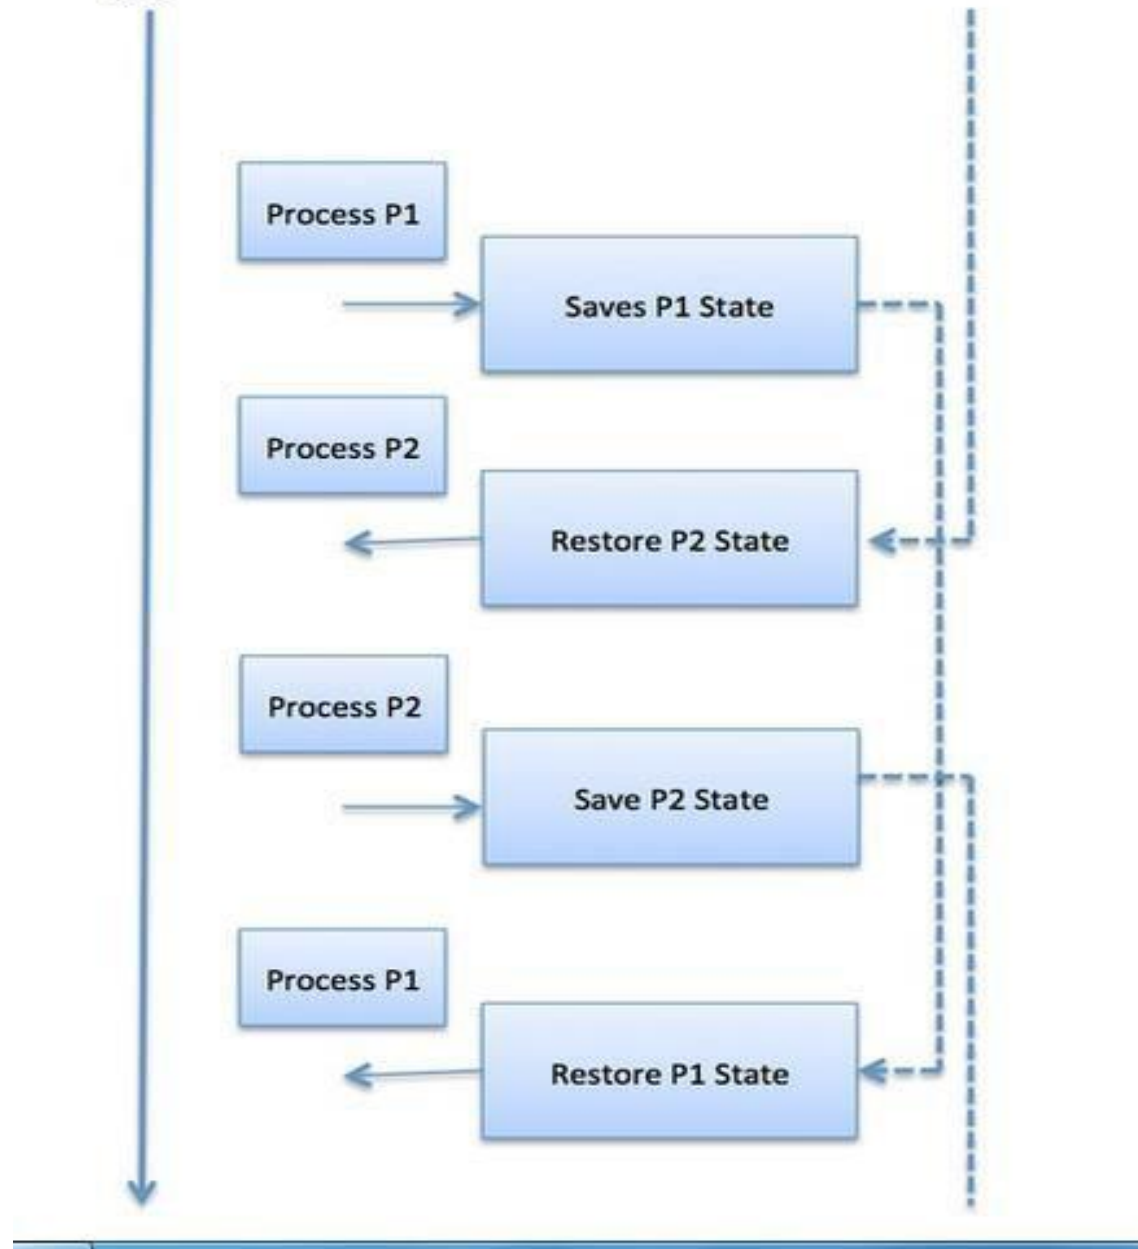 Process P1
Saves P1 State
Process P2
Restore P2 State
Process P2
Save P2 State
Process P1
Restore P1 State